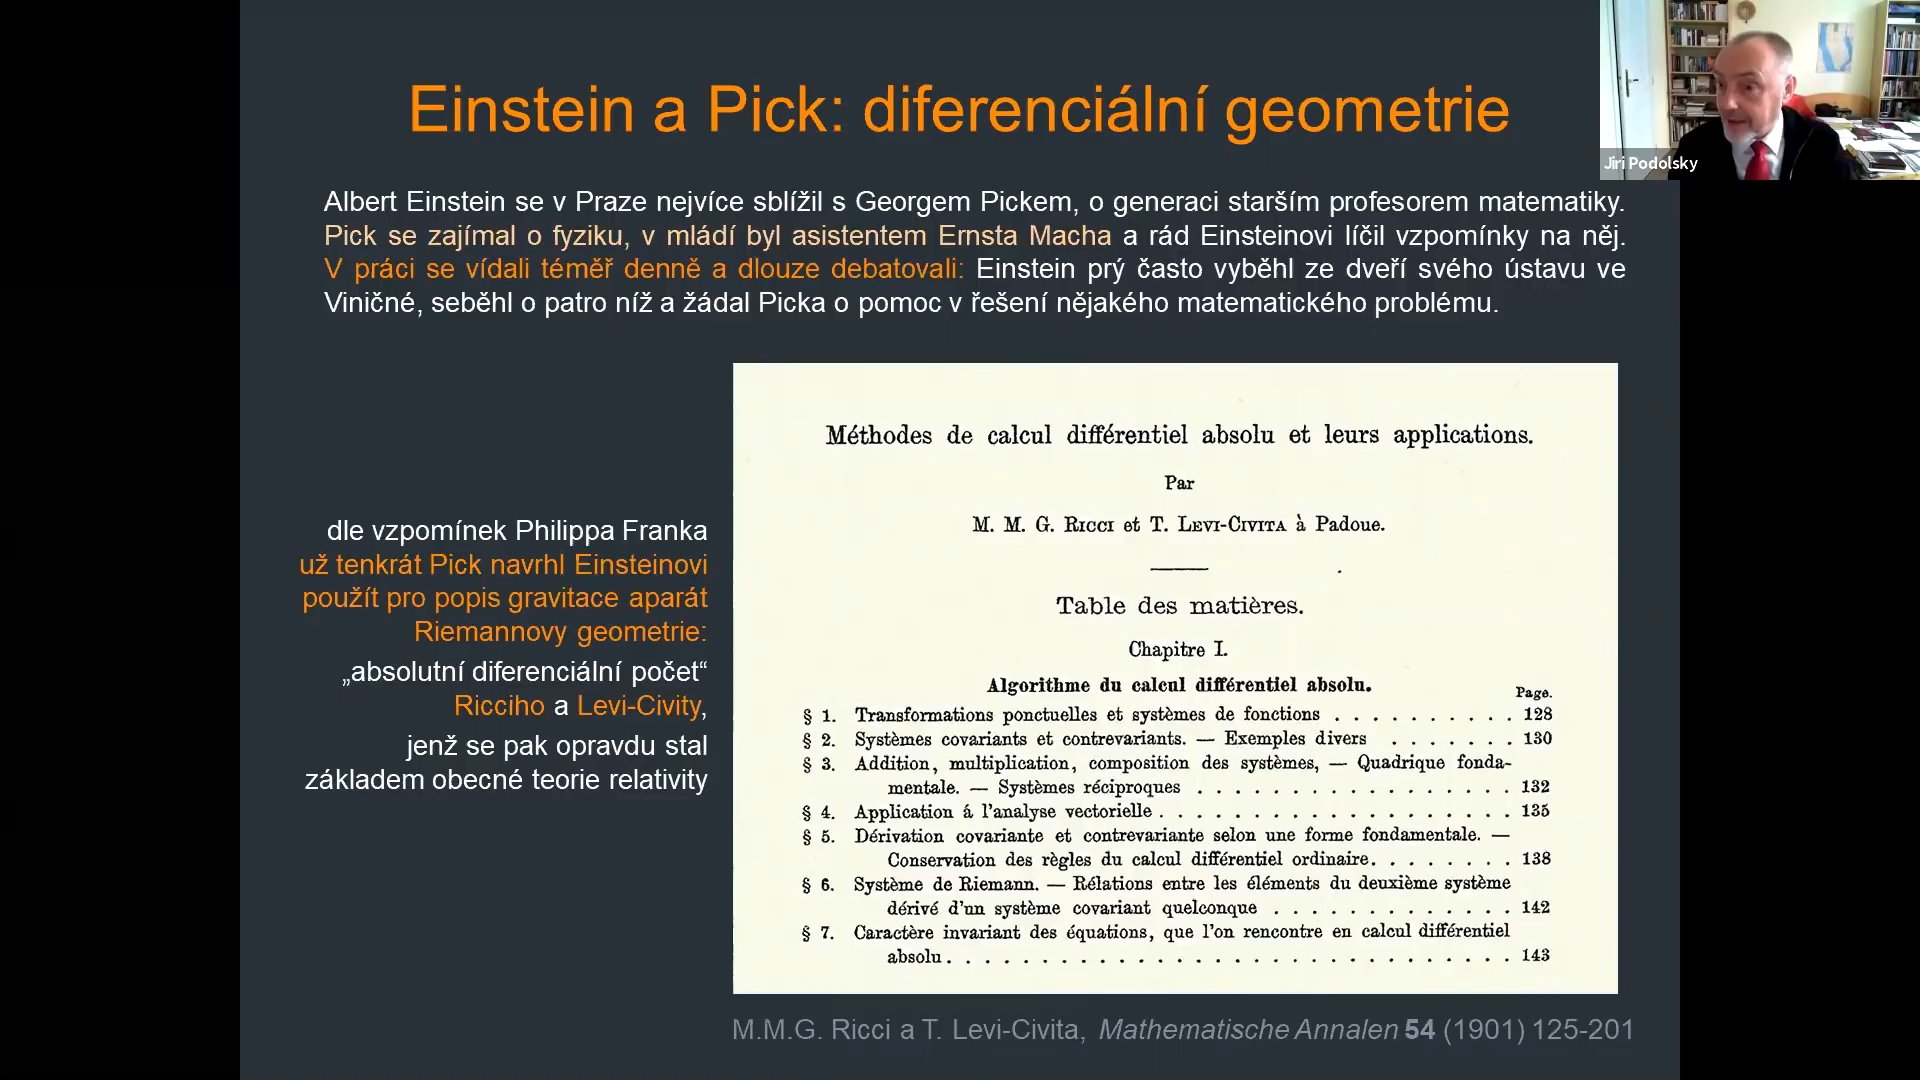 Einstein a Pick: diferenciální geometrie
Jiri Podolsky
Albert Einstein se v Praze nejvíce sblížil s Georgem Pickem, o generaci starším profesorem matematiky.
Pick se zajímal o fyziku, v mládí byl asistentem Ernsta Macha a rád Einsteinovi líčil vzpomínky na něj.
V práci se vídali téměř denně a dlouze debatovali: Einstein prý často vyběhl ze dveří svého ústavu ve
Viničné, seběhl o patro níž a žádal Picka o pomoc v řešení nějakého matematického problému.
dle vzpomínek Philippa Franka
už tenkrát Pick navrhl Einsteinovi
použít pro popis gravitace aparát
Riemannovy geometrie:
„absolutní diferenciální počet“
Ricciho a Levi-Civity,
jenž se pak opravdu stal
základem obecné teorie relativity
Méthodes de calcul différentiel absolu et leurs applications.
Par
M. M. G. Ricci et T. Levi-Civita à Padoue.
Table des matières.
Chapitre I.
Algorithme du calcul différentiel absolu.
Page.
§ 1. Transformations ponctuelles et systèmes de fonctions . . . . . . . . . . 128
§ 2. Systèmes covariants et contrevariants. — Exemples divers . . . . . . . 130
§ 3. Addition, multiplication, composition des systèmes, — Quadrique fonda-
mentale. — Systèmes réciproques . . . . . . . . . . . . . . . . . 132
§ 4. Application á l'analyse vectorielle . . . . . . . . . . . . . . . . . . . 135
§ 5. Dérivation covariante et contrevariante selon une forme fondamentale. —
Conservation des règles du calcul différentiel ordinaire. . . . . . . . 138
§ 6. Système de Riemann. — Rélations entre les éléments du deuxième système
dérivé d'un système covariant quelconque . . . . . . . . . . . . . 142
§ 7. Caractère invariant des équations, que l'on rencontre en calcul différentiel
absolu . . . . . . . . . . . . . . . . . . . . . . . . . . . . . . 143
M.M.G. Ricci a T. Levi-Civita, Mathematische Annalen 54 (1901) 125-201